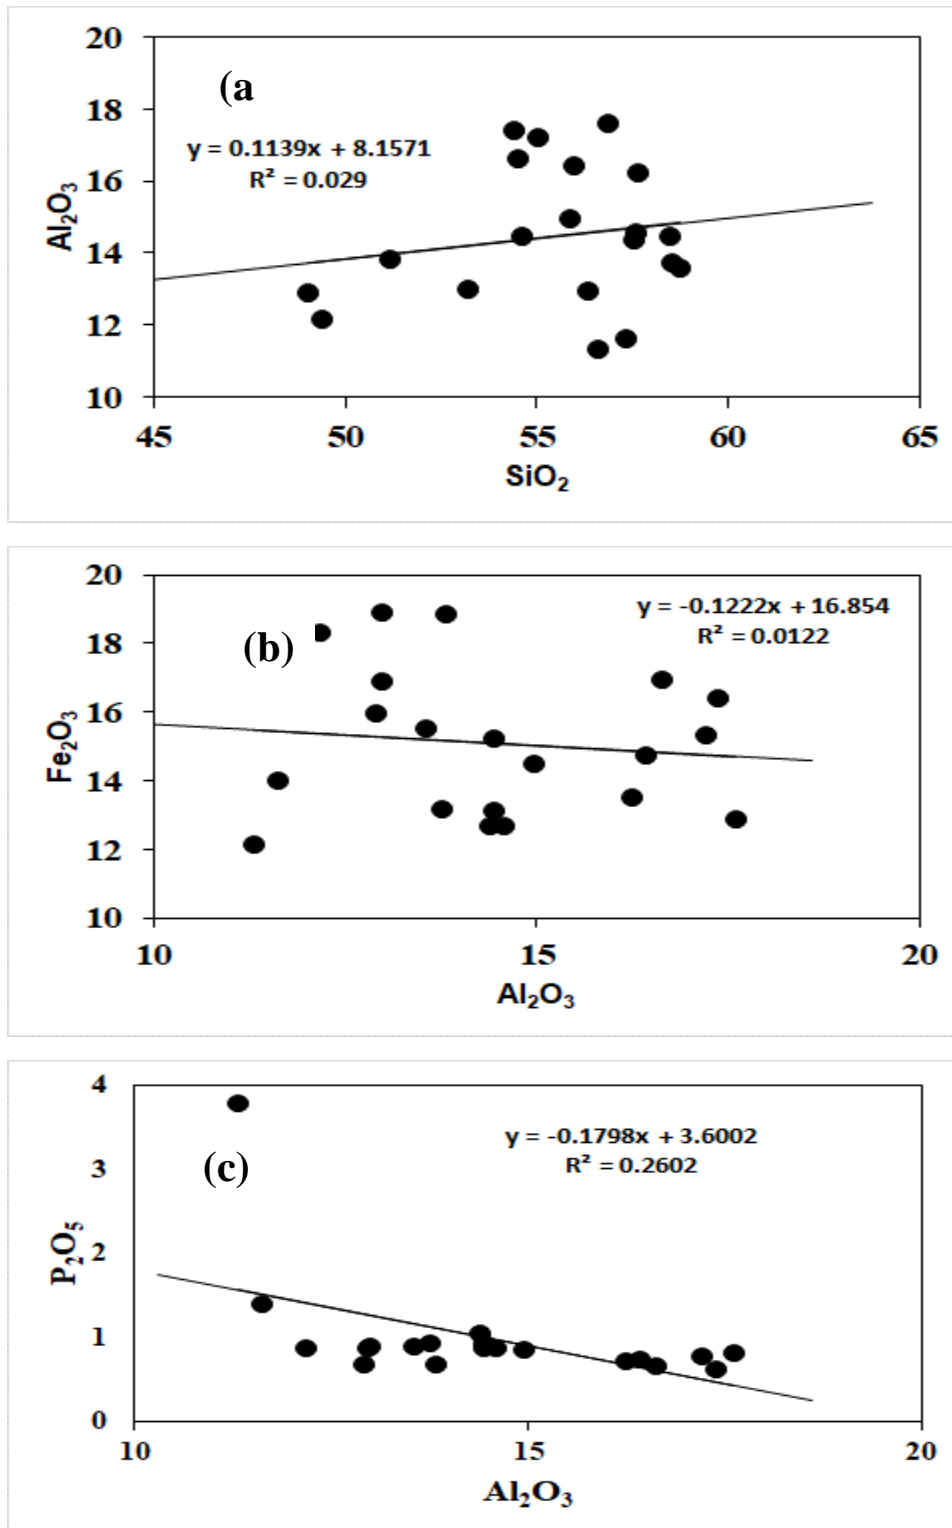 20
(a
18
y = 0.1139x + 8.1571
R² = 0.029
16
Al₂O₃
14
12
10
45 50 55 60 65
SiO₂
20
y = -0.1222x + 16.854
R² = 0.0122
18
(b)
16
Fe₂O₃
14
12
10
10 15 20
Al₂O₃
4
y = -0.1798x + 3.6002
R² = 0.2602
3
(c)
2
P₂O₅
1
0
10 15 20
Al₂O₃